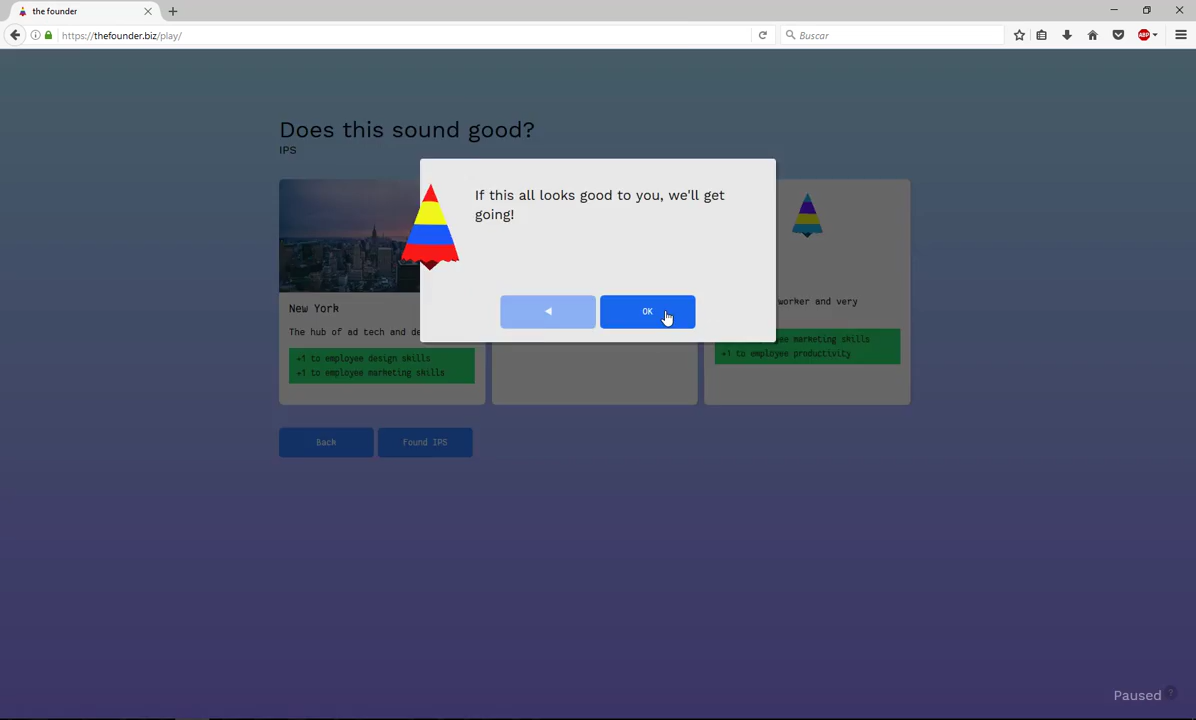 the founder
https://thefounder.biz/play/
Buscar
ABP
Does this sound good?
IPS
If this all looks good to you, we'll get
going!
OK
New York
The hub of ad tech and de
+1 to employee design skills
+1 to employee marketing skills
worker and very
employee marketing skills
+1 to employee productivity
Back
Found IPS
Paused ?